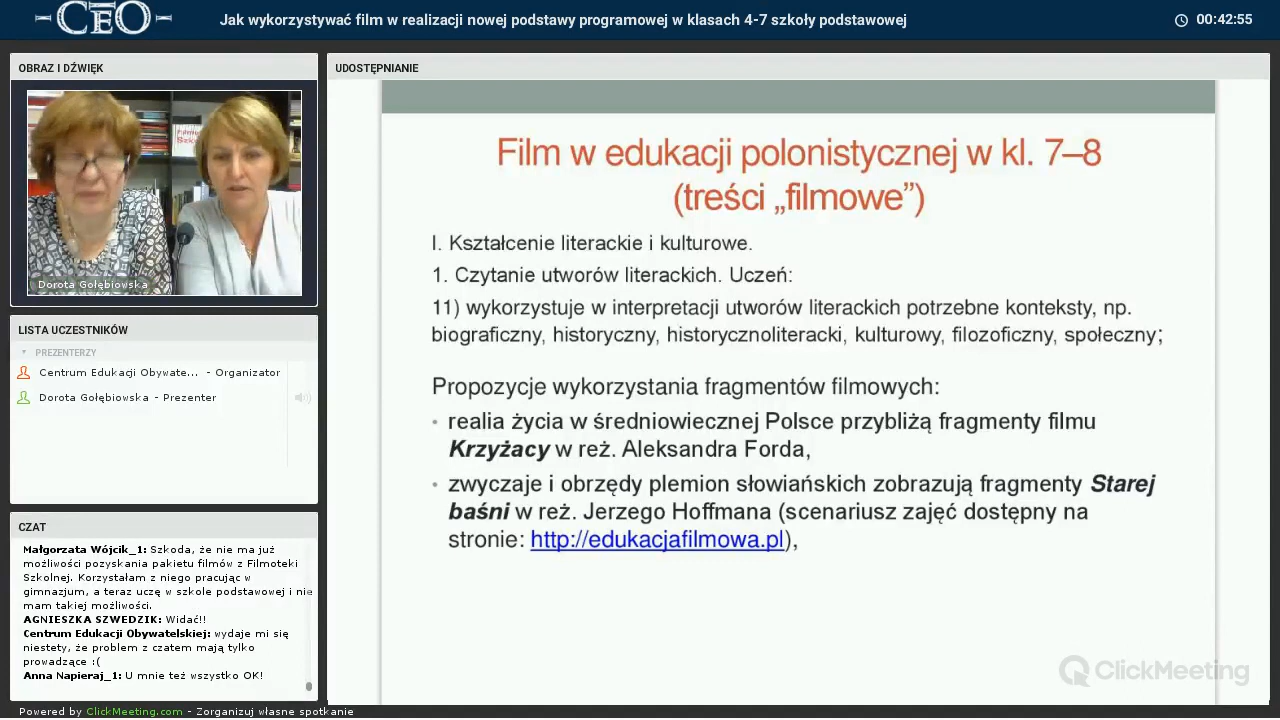 CEO
Jak wykorzystywać film w realizacji nowej podstawy programowej w klasach 4-7 szkoły podstawowej
00:42:55
OBRAZ I DŹWIĘK
Dorota Gołębiowska
LISTA UCZESTNIKÓW
PREZENTERZY
Centrum Edukacji Obywate... - Organizator
Dorota Gołębiowska - Prezenter
CZAT
Małgorzata Wójcik_1: Szkoda, że nie ma już
możliwości pozyskania pakietu filmów z Filmoteki
Szkolnej. Korzystałam z niego pracując w
gimnazjum, a teraz uczę w szkole podstawowej i nie
mam takiej możliwości.
AGNIESZKA SZWEDZIK: Widać!!
Centrum Edukacji Obywatelskiej: wydaje mi się
niestety, że problem z czatem mają tylko
prowadzące :(
Anna Napieraj_1: U mnie też wszystko OK!
Powered by ClickMeeting.com - Zorganizuj własne spotkanie
UDOSTĘPNIANIE
Film w edukacji polonistycznej w kl. 7–8
(treści „filmowe”)
I. Kształcenie literackie i kulturowe.
1. Czytanie utworów literackich. Uczeń:
11) wykorzystuje w interpretacji utworów literackich potrzebne konteksty, np.
biograficzny, historyczny, historycznoliteracki, kulturowy, filozoficzny, społeczny;
Propozycje wykorzystania fragmentów filmowych:
• realia życia w średniowiecznej Polsce przybliżą fragmenty filmu
Krzyżacy w reż. Aleksandra Forda,
• zwyczaje i obrzędy plemion słowiańskich zobrazują fragmenty Starej
baśni w reż. Jerzego Hoffmana (scenariusz zajęć dostępny na
stronie: http://edukacjafilmowa.pl),
ClickMeeting